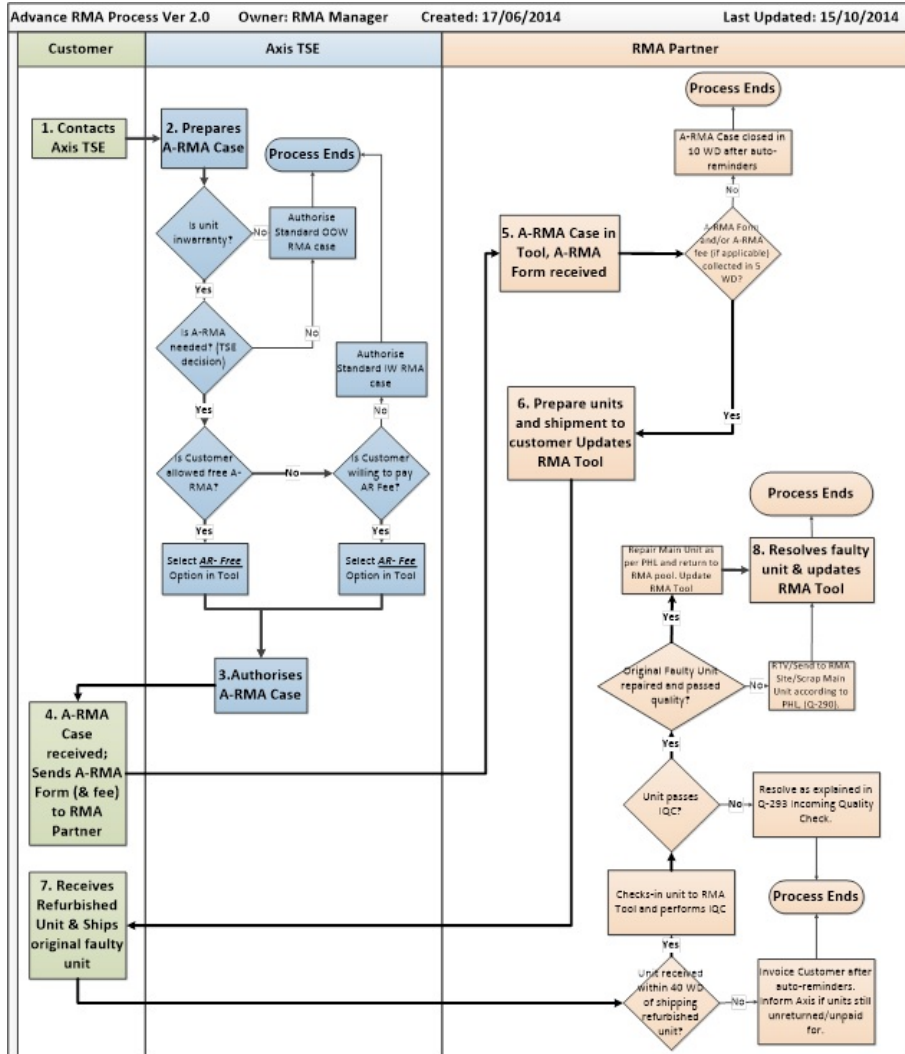 Advance RMA Process Ver 2.0 Owner: RMA Manager Created: 17/06/2014 Last Updated: 15/10/2014
Customer
Axis TSE
RMA Partner
1. Contacts
Axis TSE
2. Prepares
A-RMA Case
Process Ends
Is unit
inwarranty?
No
Authorise
Standard OOW
RMA case
Yes
Is A-RMA
needed? (TSE
decision)
No
Authorise
Standard IW RMA
case
Yes
No
Is Customer
allowed free A-
RMA?
No
Is Customer
willing to pay
AR Fee?
Yes
Yes
Select AR- Free
Option in Tool
Select AR- Fee
Option in Tool
3.Authorises
A-RMA Case
4. A-RMA
Case
received;
Sends A-RMA
Form (& fee)
to RMA
Partner
5. A-RMA Case in
Tool, A-RMA
Form received
A-RMA Form
and/or A-RMA
fee (if applicable)
collected in 5
WD?
No
A-RMA Case closed in
10 WD after auto-
reminders
Process Ends
Yes
6. Prepare units
and shipment to
customer Updates
RMA Tool
7. Receives
Refurbished
Unit & Ships
original faulty
unit
Unit received
within 40 WD
of shipping
refurbished
unit?
No
Invoice Customer after
auto-reminders.
Inform Axis if units still
unreturned/unpaid
for.
Process Ends
Yes
Checks-in unit to RMA
Tool and performs IQC
Unit passes
IQC?
No
Resolve as explained in
Q-293 Incoming Quality
Check.
Yes
Original Faulty Unit
repaired and passed
quality?
No
RTV/Send to RMA
Site/Scrap Main
Unit according to
PHL, (Q-290).
Yes
Repair Main Unit as
per PHL and return to
RMA pool. Update
RMA Tool
8. Resolves faulty
unit & updates
RMA Tool
Process Ends